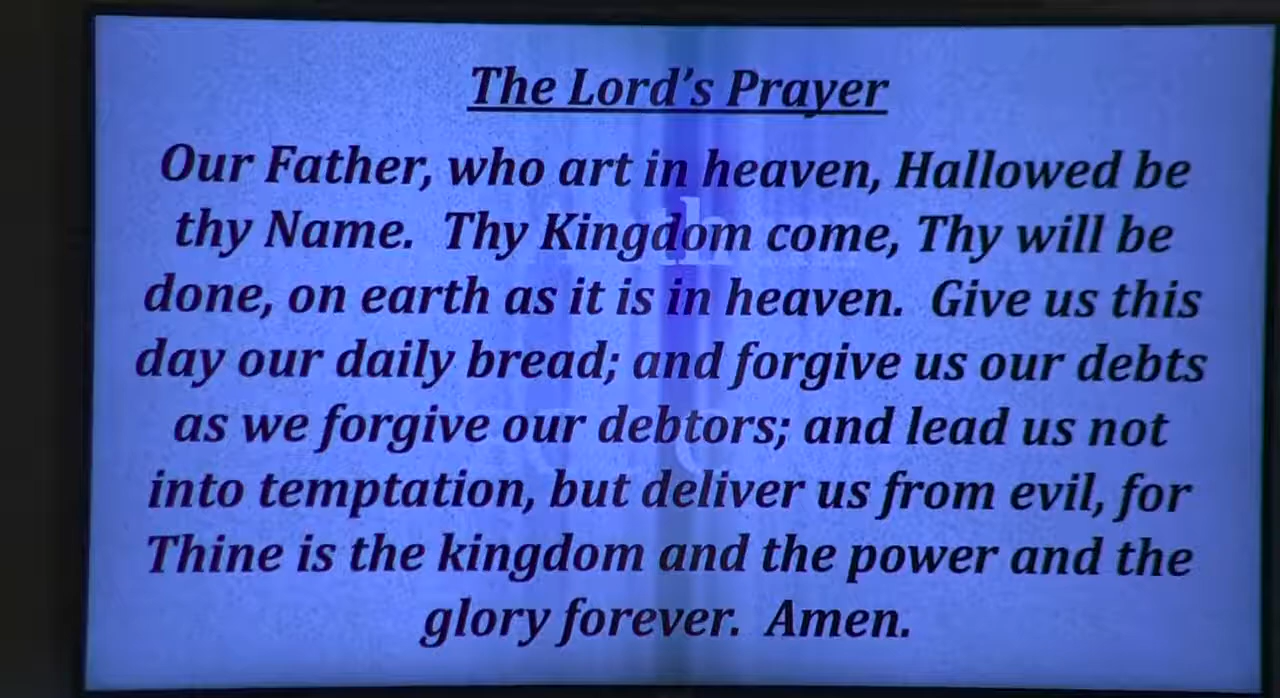 The Lord's Prayer
Our Father, who art in heaven, Hallowed be
thy Name.  Thy Kingdom come, Thy will be
done, on earth as it is in heaven.  Give us this
day our daily bread; and forgive us our debts
as we forgive our debtors; and lead us not
into temptation, but deliver us from evil, for
Thine is the kingdom and the power and the
glory forever.  Amen.